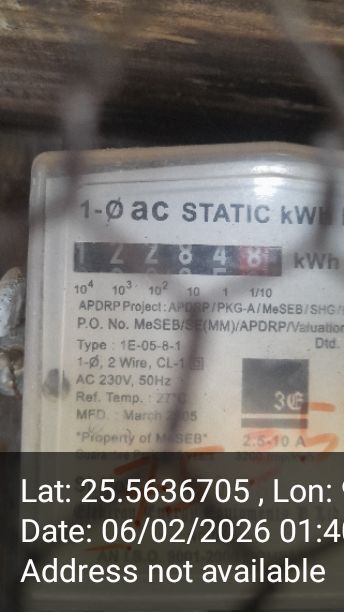 1-Ø ac STATIC kWh
1 2 2 8 4 8 kWh
10⁴ 10³ 10² 10 1 1/10
APDRP Project: APDRP / PKG-A / MeSEB / SHG/
P.O. No. MeSEB/SE(MM)/APDRP/Valuation
Dtd.
Type : 1E-05-8-1
1-Ø, 2 Wire, CL-1
AC 230V, 50Hz
Ref. Temp. : 27°C
MFD. : March 2005
"Property of MeSEB"
2.5-10 A
Lat: 25.5636705 , Lon:
Date: 06/02/2026 01:40
Address not available